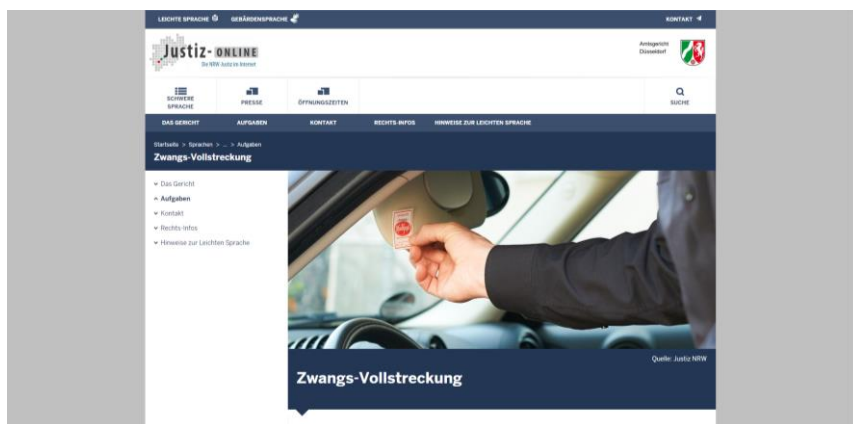 LEICHTE SPRACHE
GEBÄRDENSPRACHE
KONTAKT
Justiz-ONLINE
Die NRW-Justiz im Internet
Amtsgericht
Düsseldorf
SCHWERE
SPRACHE
PRESSE
ÖFFNUNGSZEITEN
SUCHE
DAS GERICHT
AUFGABEN
KONTAKT
RECHTS-INFOS
HINWEISE ZUR LEICHTEN SPRACHE
Startseite > Sprachen > ... > Aufgaben
Zwangs-Vollstreckung
Das Gericht
Aufgaben
Kontakt
Rechts-Infos
Hinweise zur Leichten Sprache
Quelle: Justiz NRW
Zwangs-Vollstreckung